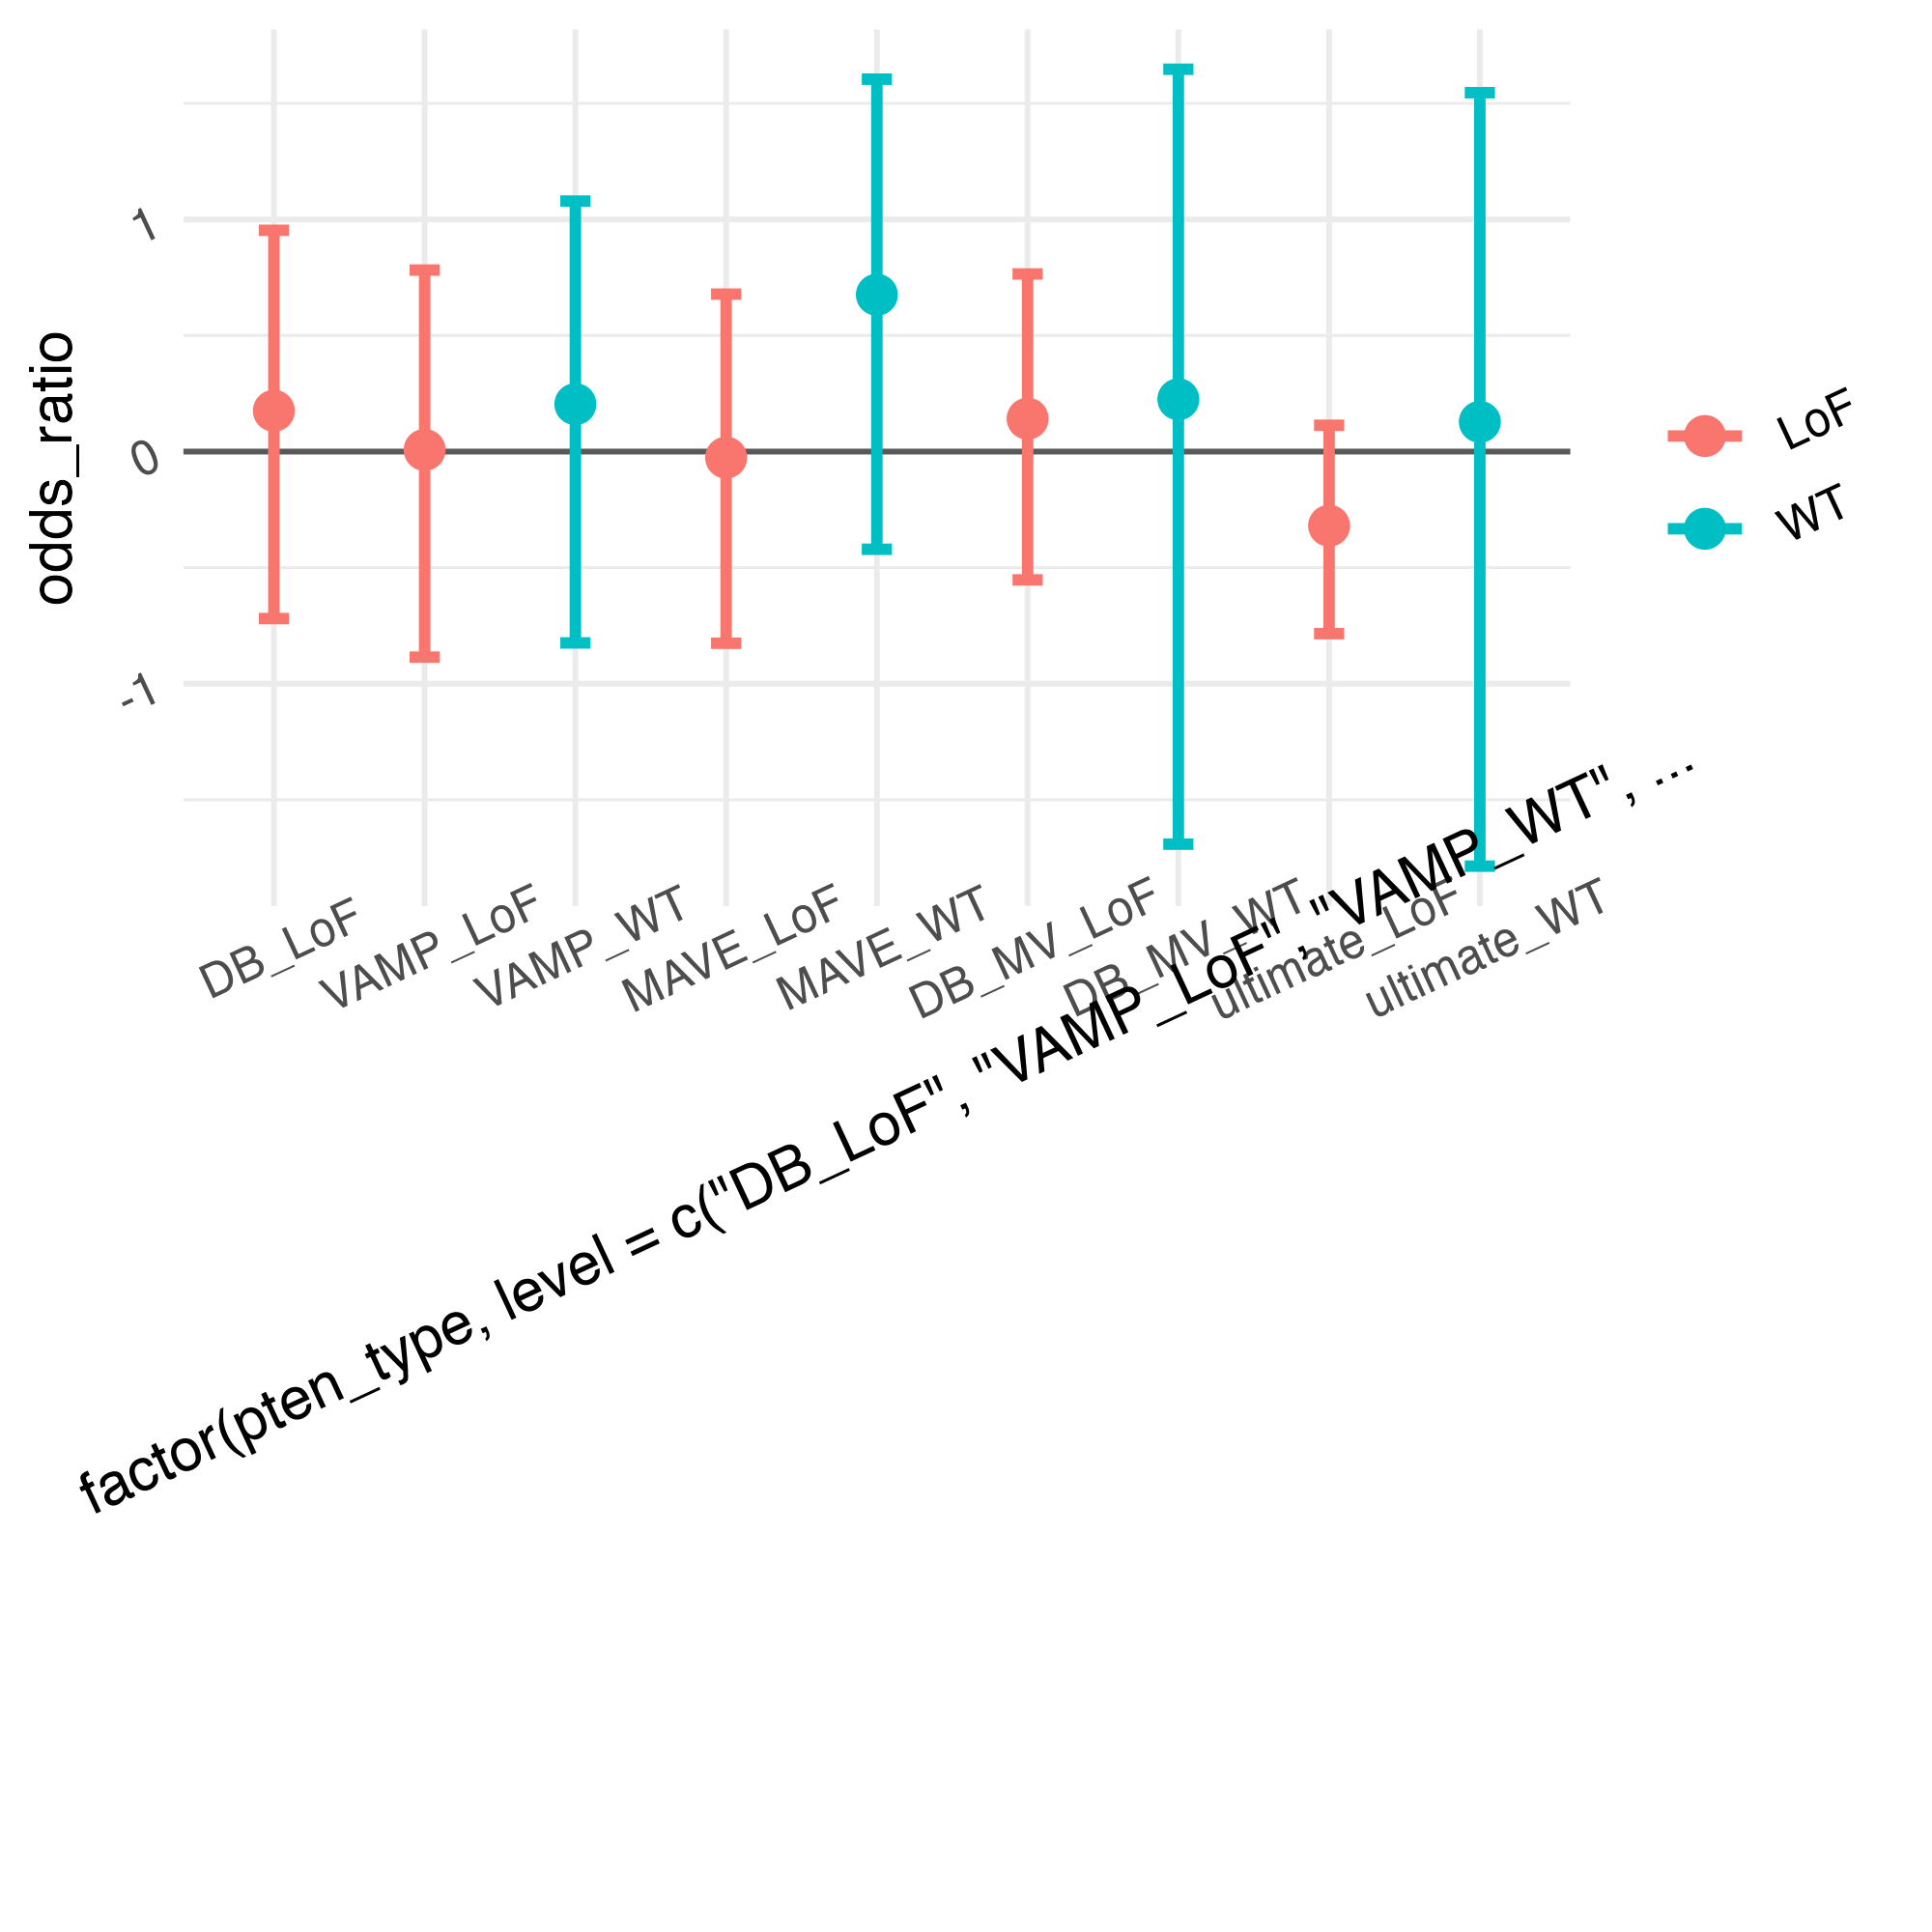 odds_ratio
1
0
-1
DB_LoF
VAMP_LoF
VAMP_WT
MAVE_LoF
MAVE_WT
DB_MV_LoF
DB_MV_WT
ultimate_LoF
ultimate_WT
factor(pten_type, level = c("DB_LoF", "VAMP_LoF", "VAMP_WT", ...
LoF
WT